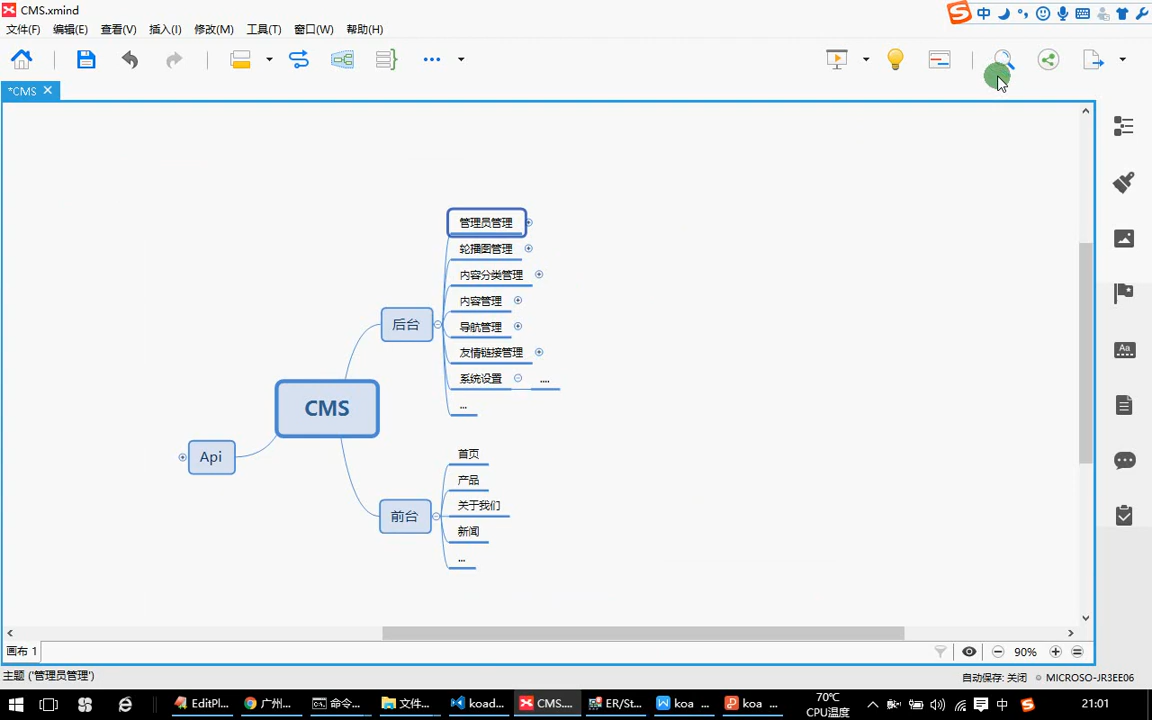 CMS.xmind
中
文件(F) 编辑(E) 查看(V) 插入(I) 修改(M) 工具(T) 窗口(W) 帮助(H)
*CMS
管理员管理
轮播图管理
内容分类管理
内容管理
导航管理
友情链接管理
系统设置 ....
...
后台
CMS
Api
前台
首页
产品
关于我们
新闻
...
画布 1
90%
主题 ('管理员管理')
自动保存: 关闭 MICROSO-JR3EE06
EditPl... 广州... 命令... 文件... koad... CMS.... ER/St... koa ... koa ...
70℃
CPU温度
中
21:01